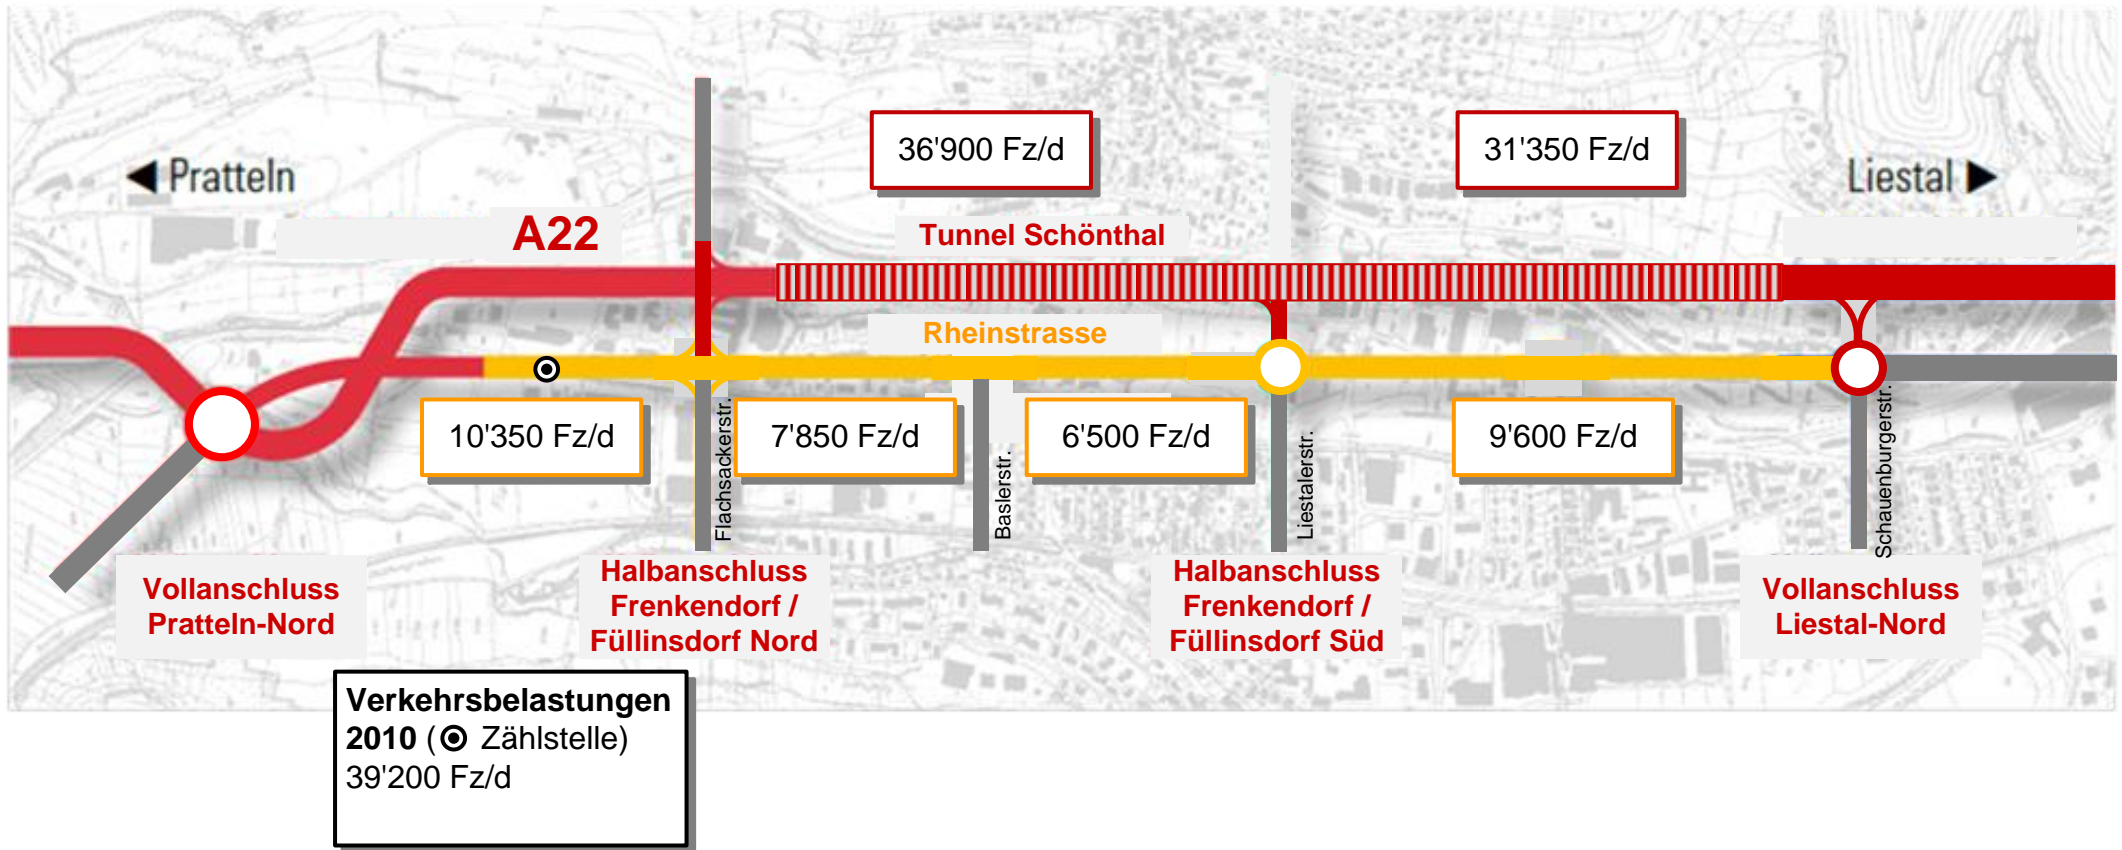 36'900 Fz/d
31'350 Fz/d
◀ Pratteln
Liestal ▶
A22
Tunnel Schönthal
Rheinstrasse
10'350 Fz/d
7'850 Fz/d
6'500 Fz/d
9'600 Fz/d
Flachsackerstr.
Baslerstr.
Liestalerstr.
Schauenburgerstr.
Vollanschluss
Pratteln-Nord
Halbanschluss
Frenkendorf /
Füllinsdorf Nord
Halbanschluss
Frenkendorf /
Füllinsdorf Süd
Vollanschluss
Liestal-Nord
Verkehrsbelastungen
2010 (◉ Zählstelle)
39'200 Fz/d